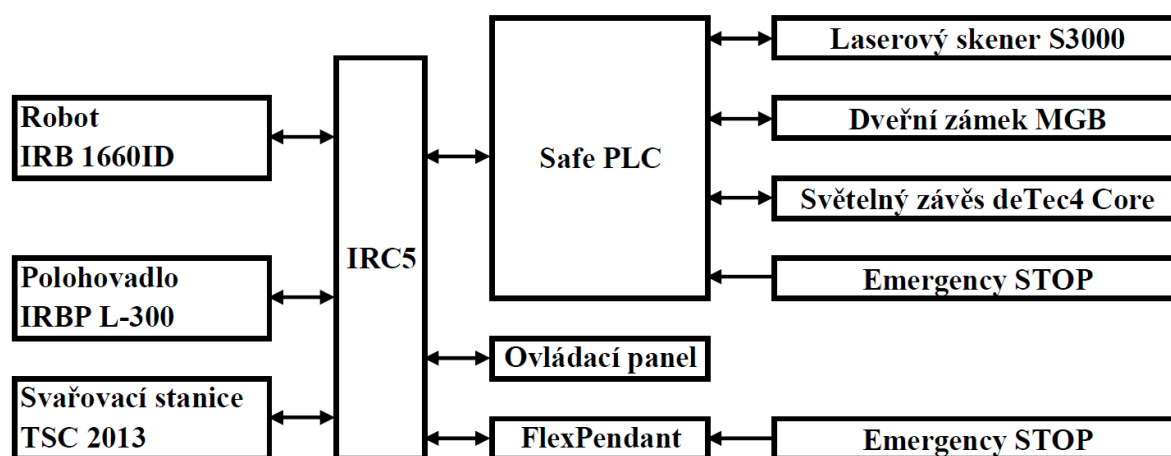 Robot
IRB 1660ID
Polohovadlo
IRBP L-300
Svařovací stanice
TSC 2013
IRC5
Safe PLC
Ovládací panel
FlexPendant
Laserový skener S3000
Dveřní zámek MGB
Světelný závěs deTec4 Core
Emergency STOP
Emergency STOP